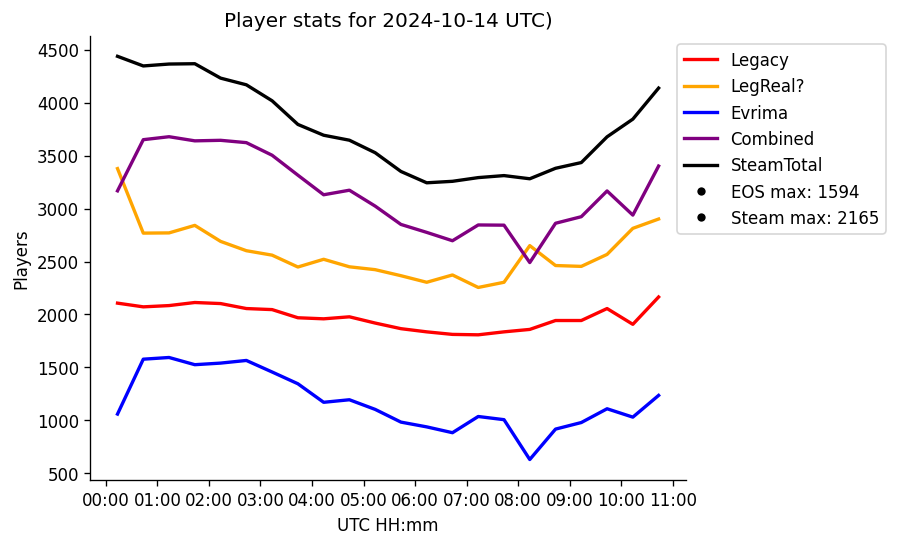 Player stats for 2024-10-14 UTC)
Legacy
LegReal?
Evrima
Combined
SteamTotal
EOS max: 1594
Steam max: 2165
Players
4500
4000
3500
3000
2500
2000
1500
1000
500
00:00 01:00 02:00 03:00 04:00 05:00 06:00 07:00 08:00 09:00 10:00 11:00
UTC HH:mm